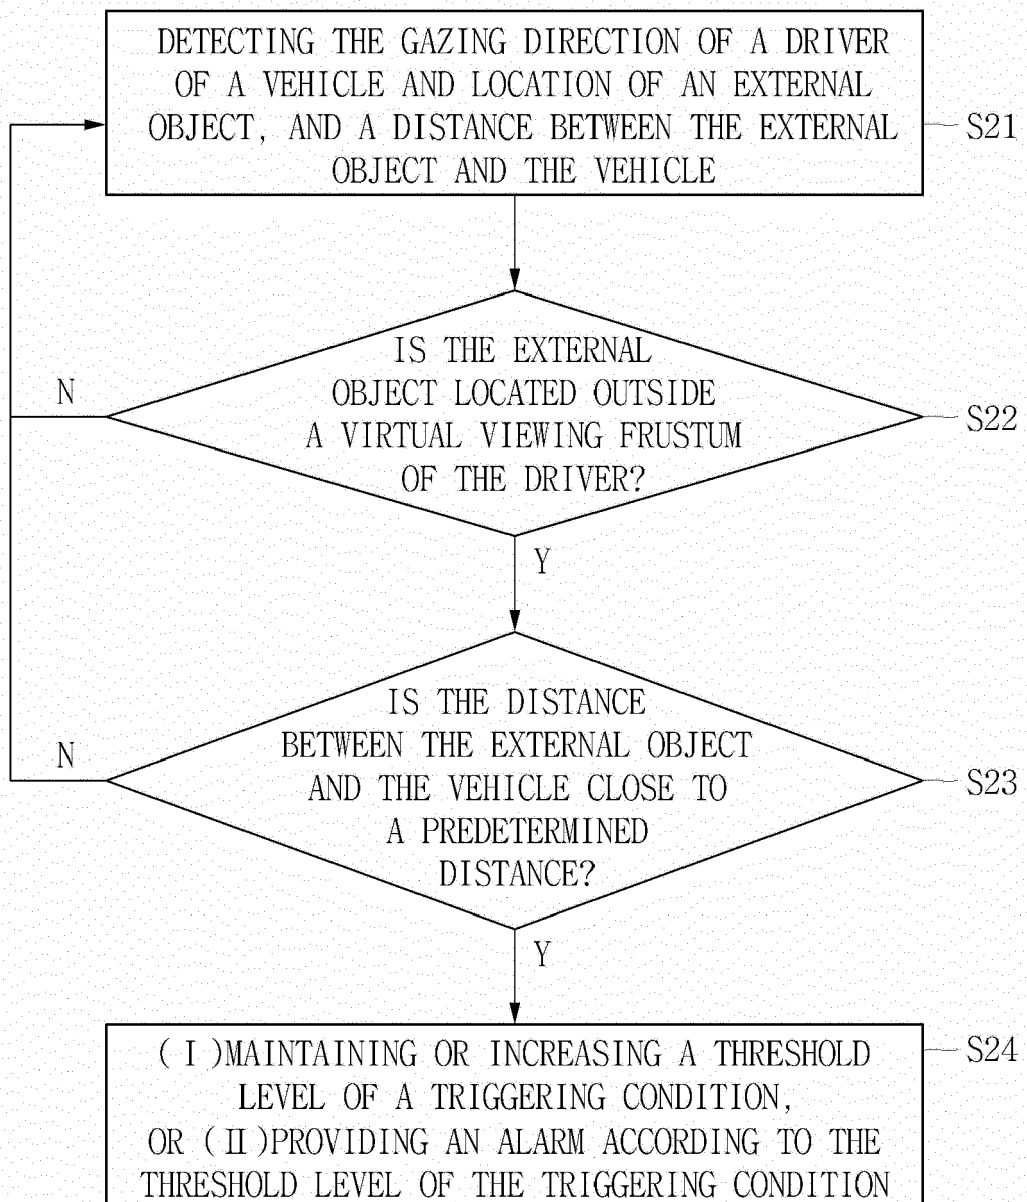 DETECTING THE GAZING DIRECTION OF A DRIVER
OF A VEHICLE AND LOCATION OF AN EXTERNAL
OBJECT, AND A DISTANCE BETWEEN THE EXTERNAL
OBJECT AND THE VEHICLE
S21
IS THE EXTERNAL
OBJECT LOCATED OUTSIDE
A VIRTUAL VIEWING FRUSTUM
OF THE DRIVER?
N
S22
Y
IS THE DISTANCE
BETWEEN THE EXTERNAL OBJECT
AND THE VEHICLE CLOSE TO
A PREDETERMINED
DISTANCE?
N
S23
Y
(I)MAINTAINING OR INCREASING A THRESHOLD
LEVEL OF A TRIGGERING CONDITION,
OR (II)PROVIDING AN ALARM ACCORDING TO THE
THRESHOLD LEVEL OF THE TRIGGERING CONDITION
S24